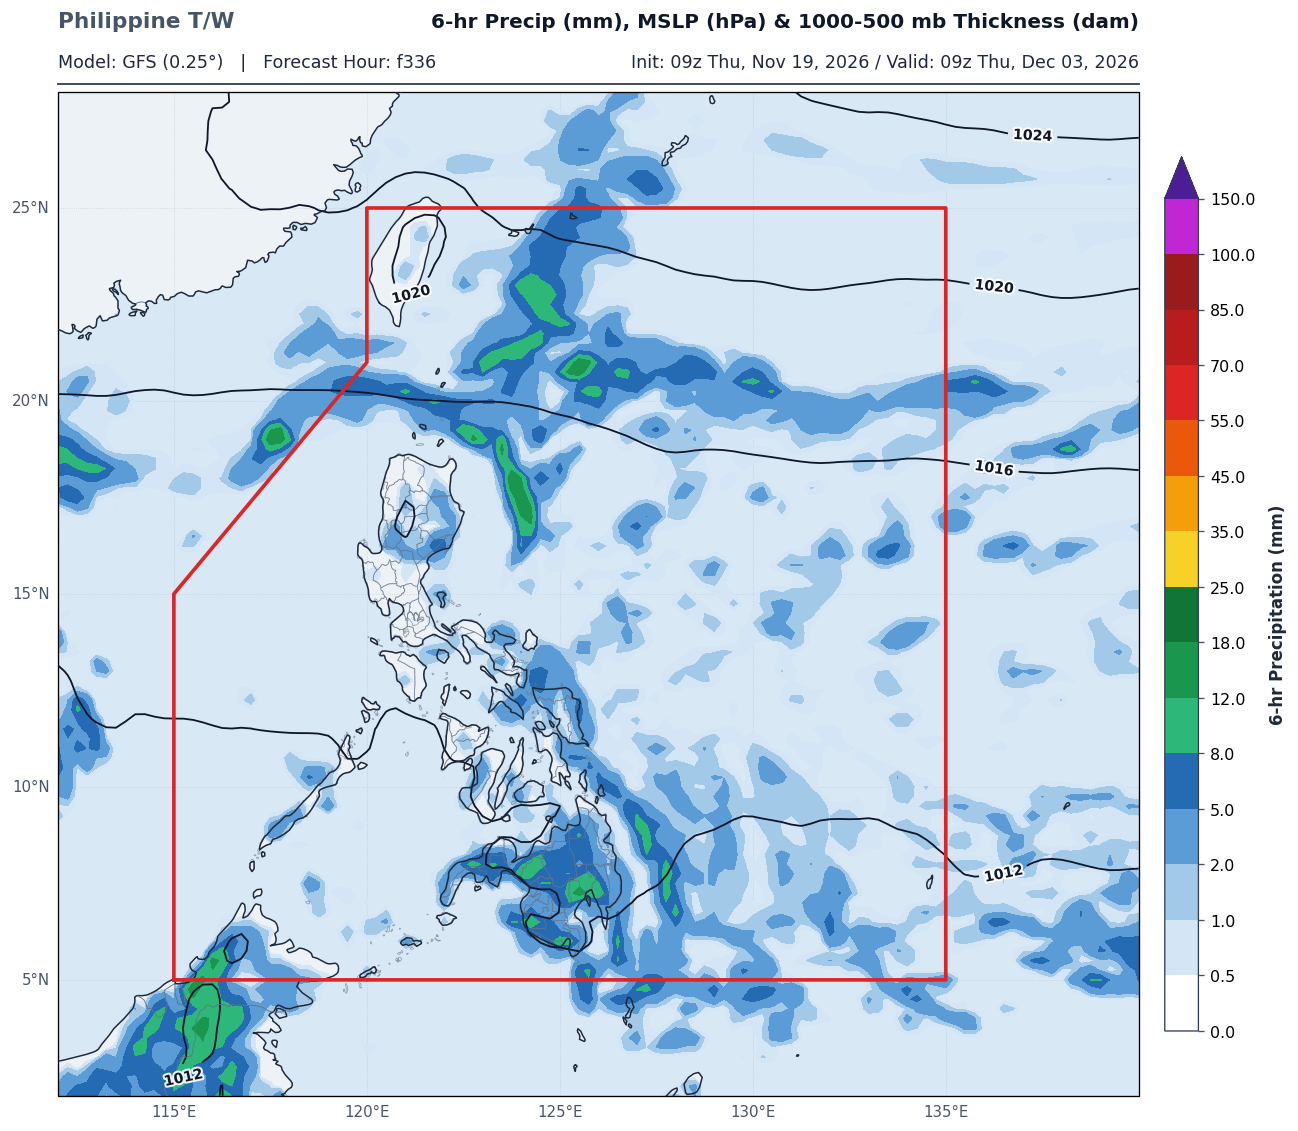 Philippine T/W
6-hr Precip (mm), MSLP (hPa) & 1000-500 mb Thickness (dam)
Model: GFS (0.25°) | Forecast Hour: f336
Init: 09z Thu, Nov 19, 2026 / Valid: 09z Thu, Dec 03, 2026
1024
1020
1020
1016
1012
1012
25°N
20°N
15°N
10°N
5°N
115°E
120°E
125°E
130°E
135°E
150.0
100.0
85.0
70.0
55.0
45.0
35.0
25.0
18.0
12.0
8.0
5.0
2.0
1.0
0.5
0.0
6-hr Precipitation (mm)